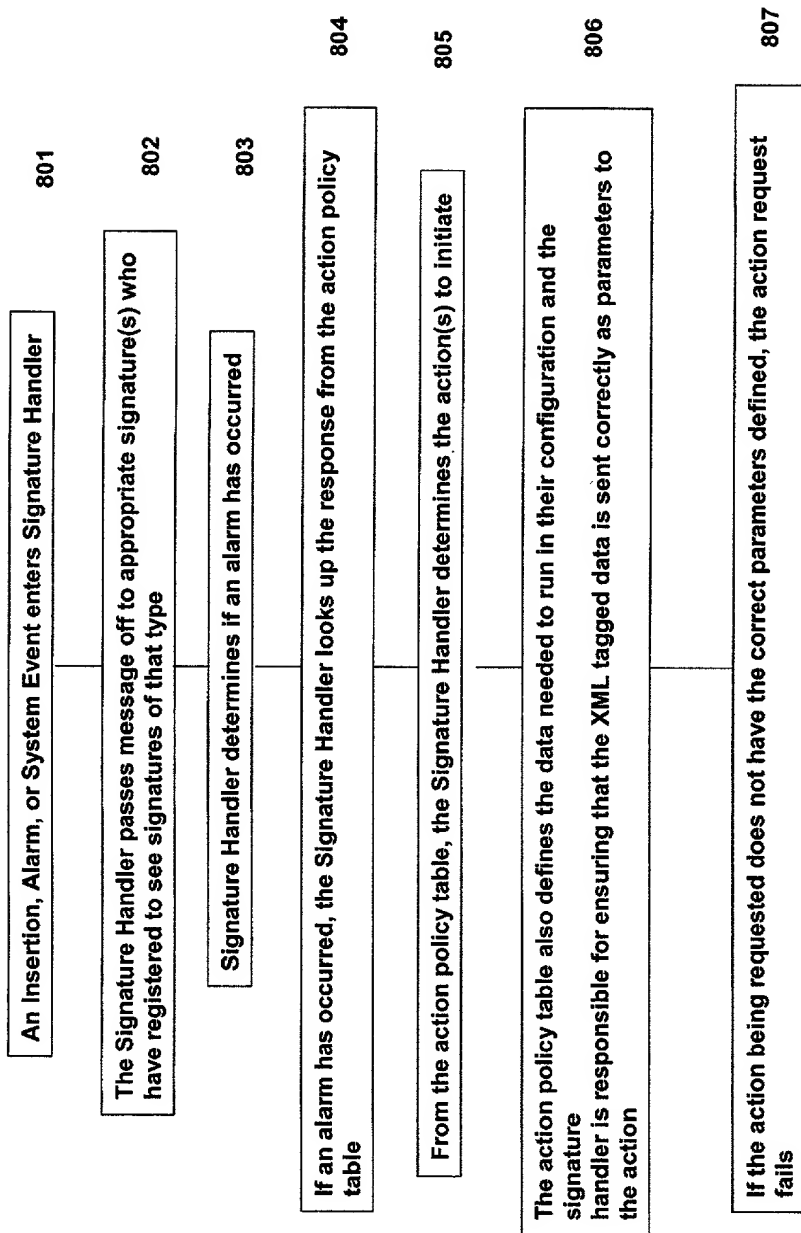 An Insertion, Alarm, or System Event enters Signature Handler
801
The Signature Handler passes message off to appropriate signature(s) who
have registered to see signatures of that type
802
Signature Handler determines if an alarm has occurred
803
If an alarm has occurred, the Signature Handler looks up the response from the action policy
table
804
From the action policy table, the Signature Handler determines the action(s) to initiate
805
The action policy table also defines the data needed to run in their configuration and the
signature
handler is responsible for ensuring that the XML tagged data is sent correctly as parameters to
the action
806
If the action being requested does not have the correct parameters defined, the action request
fails
807